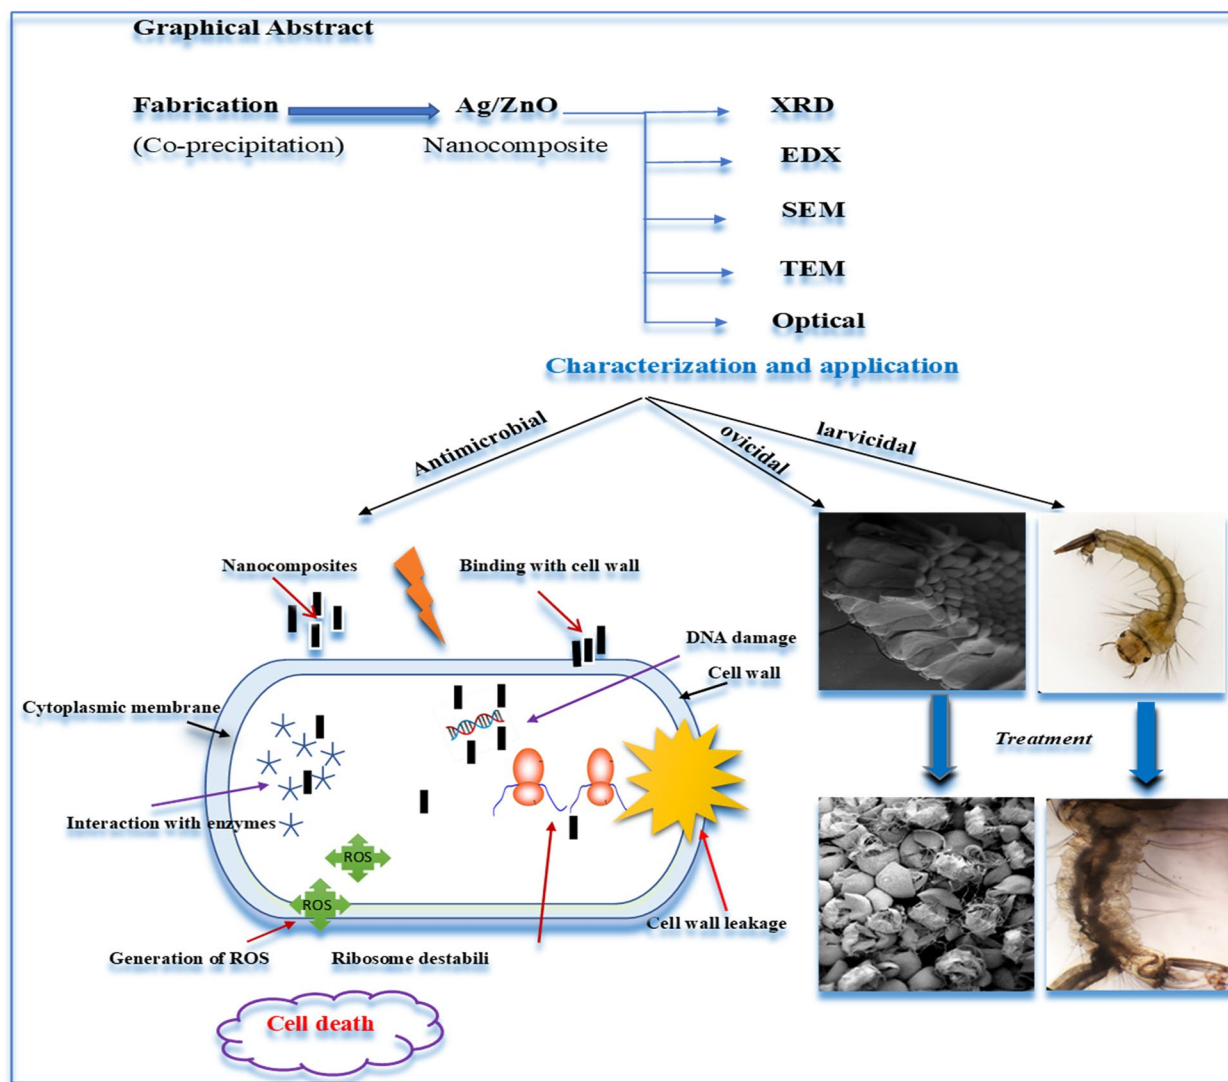 Graphical Abstract
Fabrication
(Co-precipitation)
Ag/ZnO
Nanocomposite
XRD
EDX
SEM
TEM
Optical
Characterization and application
Antimicrobial
ovicidal
larvicidal
Nanocomposites
Binding with cell wall
DNA damage
Cell wall
Cytoplasmic membrane
Treatment
Interaction with enzymes
ROS
ROS
Cell wall leakage
Generation of ROS
Ribosome destabili
Cell death